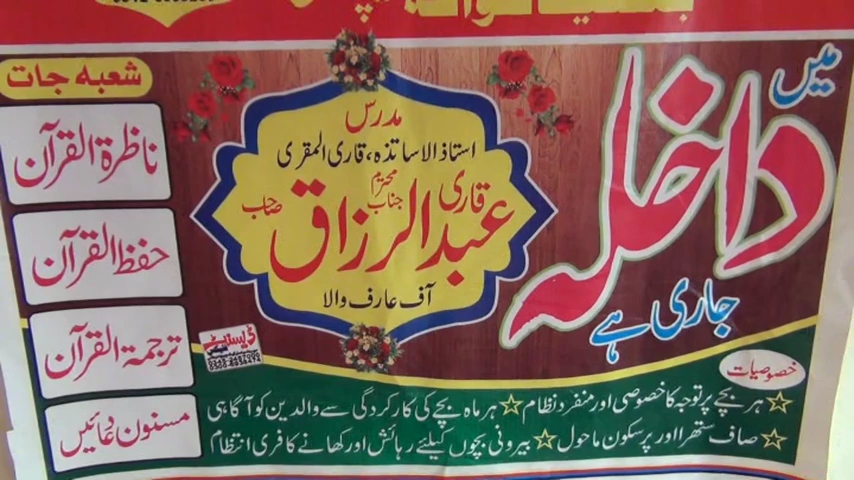 میں
داخلہ
جاری ہے
مدرس
استاذ الاساتذہ، قاری المقری
قاری محترم جناب عبدالرزاق صاحب
آف عارف والا
شعبہ جات
ناظرۃ القرآن
حفظ القرآن
ترجمۃ القرآن
مسنون دعائیں
خصوصیات
☆ ہر بچے پر توجہ کا خصوصی اور منفرد نظام ☆ ہر ماہ بچے کی کارکردگی سے والدین کو آگاہی
☆ صاف ستھرا اور پرسکون ماحول ☆ بیرونی بچوں کیلئے رہائش اور کھانے کا فری انتظام